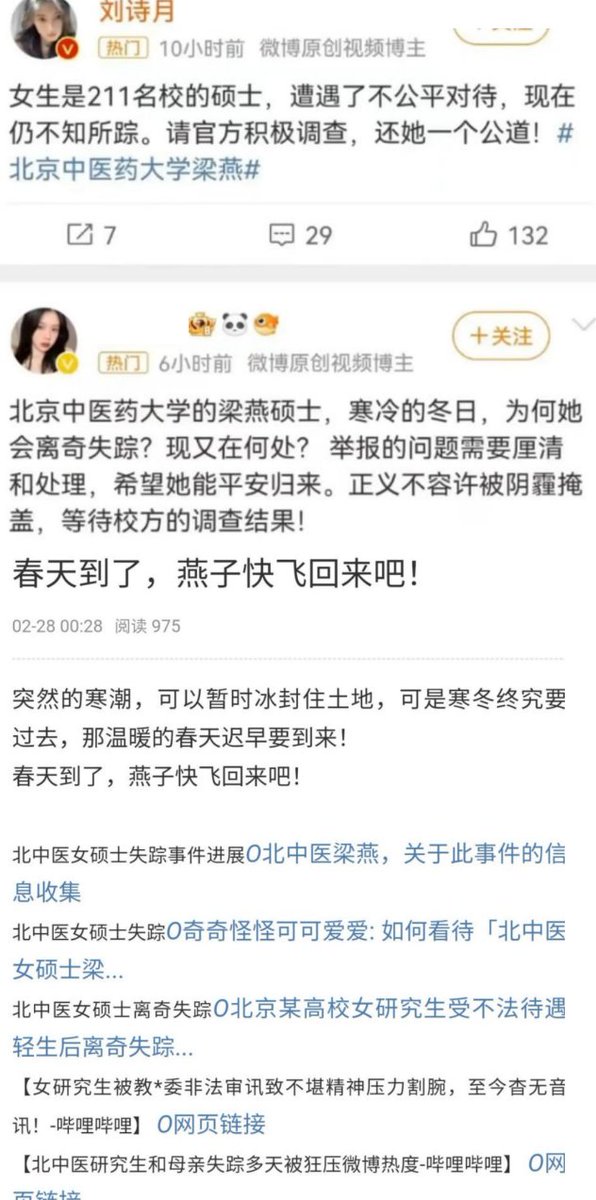 刘诗月
热门 10小时前 微博原创视频博主
女生是211名校的硕士，遭遇了不公平对待，现在
仍不知所踪。请官方积极调查，还她一个公道！#
北京中医药大学梁燕#
7 29 132
+关注
热门 6小时前 微博原创视频博主
北京中医药大学的梁燕硕士，寒冷的冬日，为何她
会离奇失踪？现又在何处？ 举报的问题需要厘清
和处理，希望她能平安归来。正义不容许被阴霾掩
盖，等待校方的调查结果！
春天到了，燕子快飞回来吧！
02-28 00:28 阅读 975
突然的寒潮，可以暂时冰封住土地，可是寒冬终究要
过去，那温暖的春天迟早要到来！
春天到了，燕子快飞回来吧！
北中医女硕士失踪事件进展O北中医梁燕，关于此事件的信
息收集
北中医女硕士失踪O奇奇怪怪可可爱爱: 如何看待「北中医
女硕士梁...
北中医女硕士离奇失踪O北京某高校女研究生受不法待遇
轻生后离奇失踪...
【女研究生被教*委非法审讯致不堪精神压力割腕，至今杳无音
讯！-哔哩哔哩】 O网页链接
【北中医研究生和母亲失踪多天被狂压微博热度-哔哩哔哩】 O网
页链接